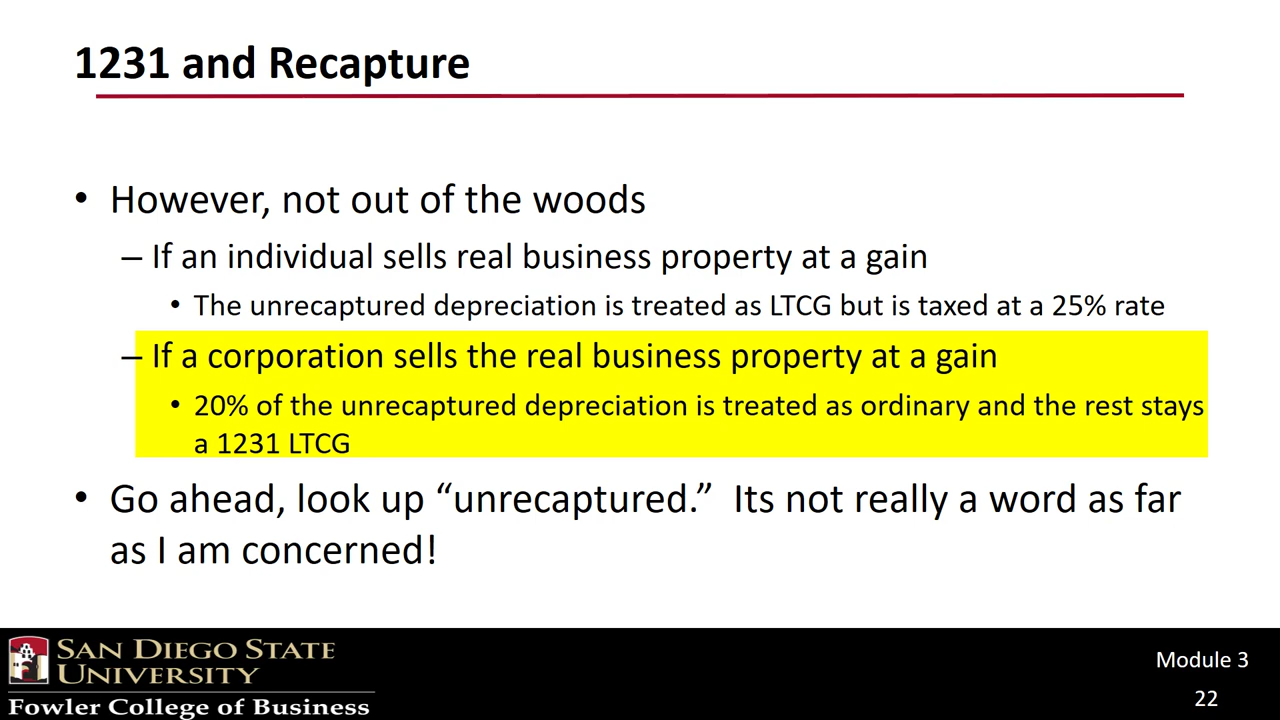 1231 and Recapture
• However, not out of the woods
– If an individual sells real business property at a gain
• The unrecaptured depreciation is treated as LTCG but is taxed at a 25% rate
– If a corporation sells the real business property at a gain
• 20% of the unrecaptured depreciation is treated as ordinary and the rest stays
a 1231 LTCG
• Go ahead, look up “unrecaptured.” Its not really a word as far
as I am concerned!
SAN DIEGO STATE
UNIVERSITY
Fowler College of Business
Module 3
22